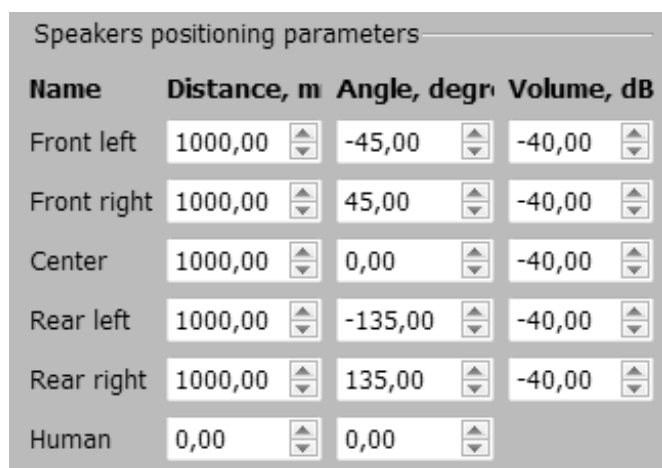 Speakers positioning parameters
Name Distance, m Angle, degr Volume, dB
Front left 1000,00 -45,00 -40,00
Front right 1000,00 45,00 -40,00
Center 1000,00 0,00 -40,00
Rear left 1000,00 -135,00 -40,00
Rear right 1000,00 135,00 -40,00
Human 0,00 0,00